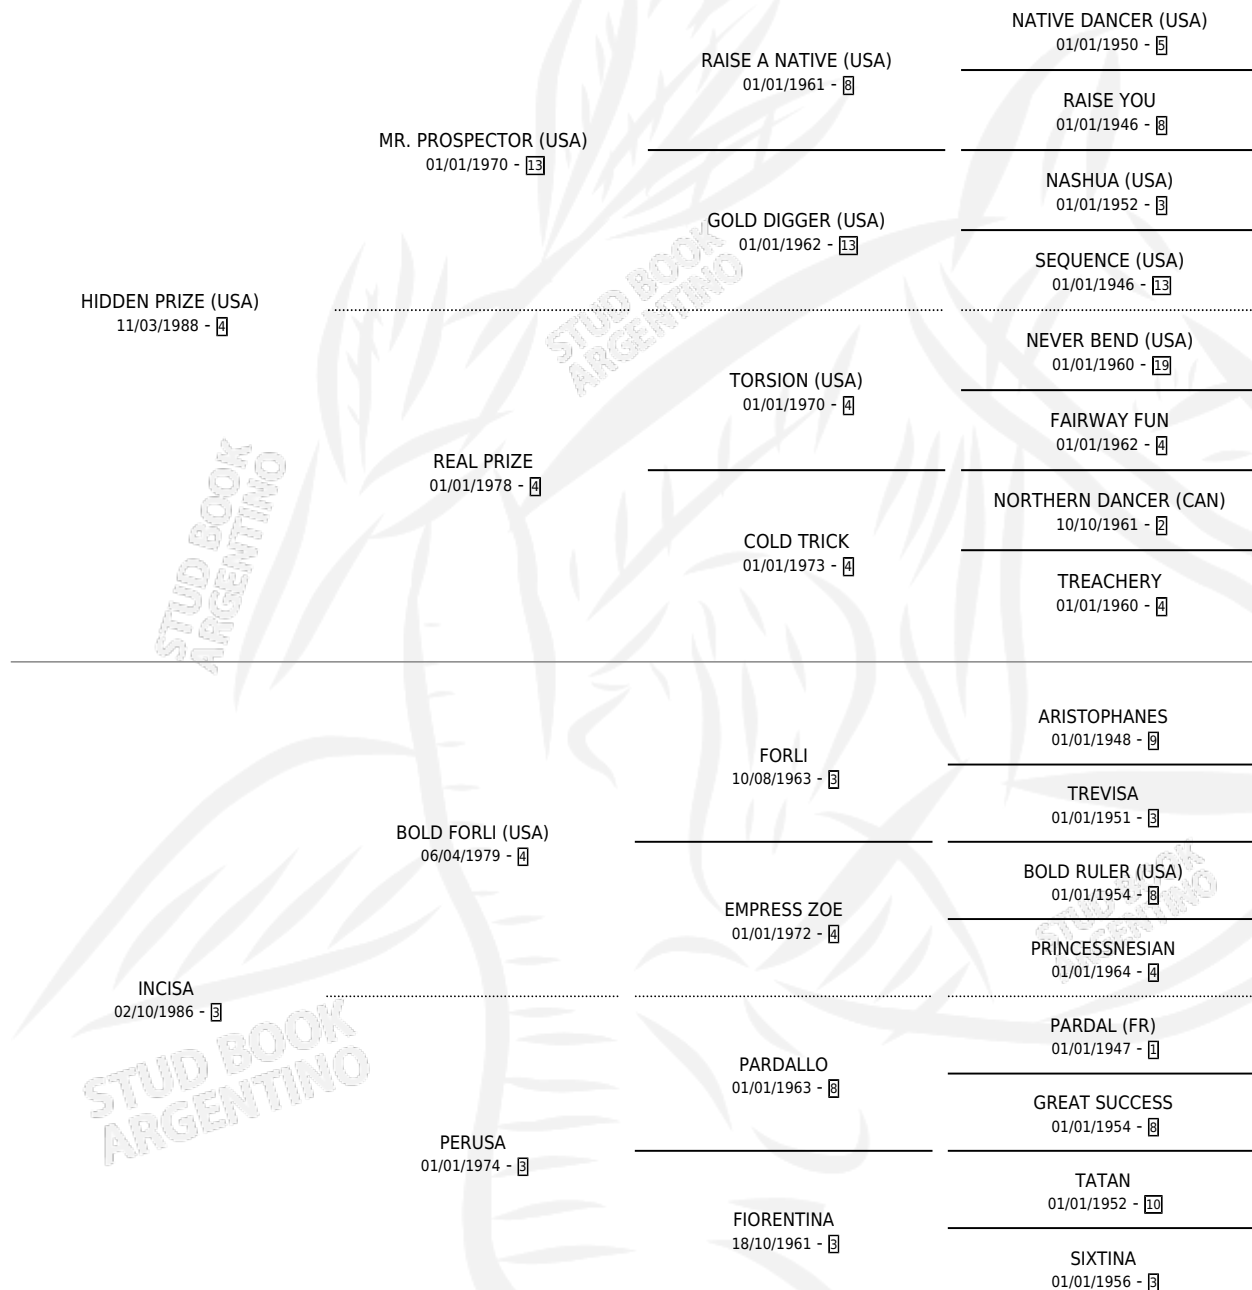 NATIVE DANCER (USA)
01/01/1950 - 5
RAISE A NATIVE (USA)
01/01/1961 - 8
RAISE YOU
01/01/1946 - 8
MR. PROSPECTOR (USA)
01/01/1970 - 13
NASHUA (USA)
01/01/1952 - 3
GOLD DIGGER (USA)
01/01/1962 - 13
SEQUENCE (USA)
01/01/1946 - 13
HIDDEN PRIZE (USA)
11/03/1988 - 4
STUD BOOK
ARGENTINO
NEVER BEND (USA)
01/01/1960 - 19
TORSION (USA)
01/01/1970 - 4
FAIRWAY FUN
01/01/1962 - 4
REAL PRIZE
01/01/1978 - 4
NORTHERN DANCER (CAN)
10/10/1961 - 2
COLD TRICK
01/01/1973 - 4
TREACHERY
01/01/1960 - 4
STUD BOOK
ARGENTINO
ARISTOPHANES
01/01/1948 - 9
FORLI
10/08/1963 - 3
TREVISA
01/01/1951 - 3
BOLD FORLI (USA)
06/04/1979 - 4
BOLD RULER (USA)
01/01/1954 - 8
STUD BOOK
ARGENTINO
EMPRESS ZOE
01/01/1972 - 4
PRINCESSNESIAN
01/01/1964 - 4
INCISA
02/10/1986 - 3
STUD BOOK
ARGENTINO
PARDAL (FR)
01/01/1947 - 1
PARDALLO
01/01/1963 - 8
GREAT SUCCESS
01/01/1954 - 8
PERUSA
01/01/1974 - 3
TATAN
01/01/1952 - 10
FIORENTINA
18/10/1961 - 3
SIXTINA
01/01/1956 - 3